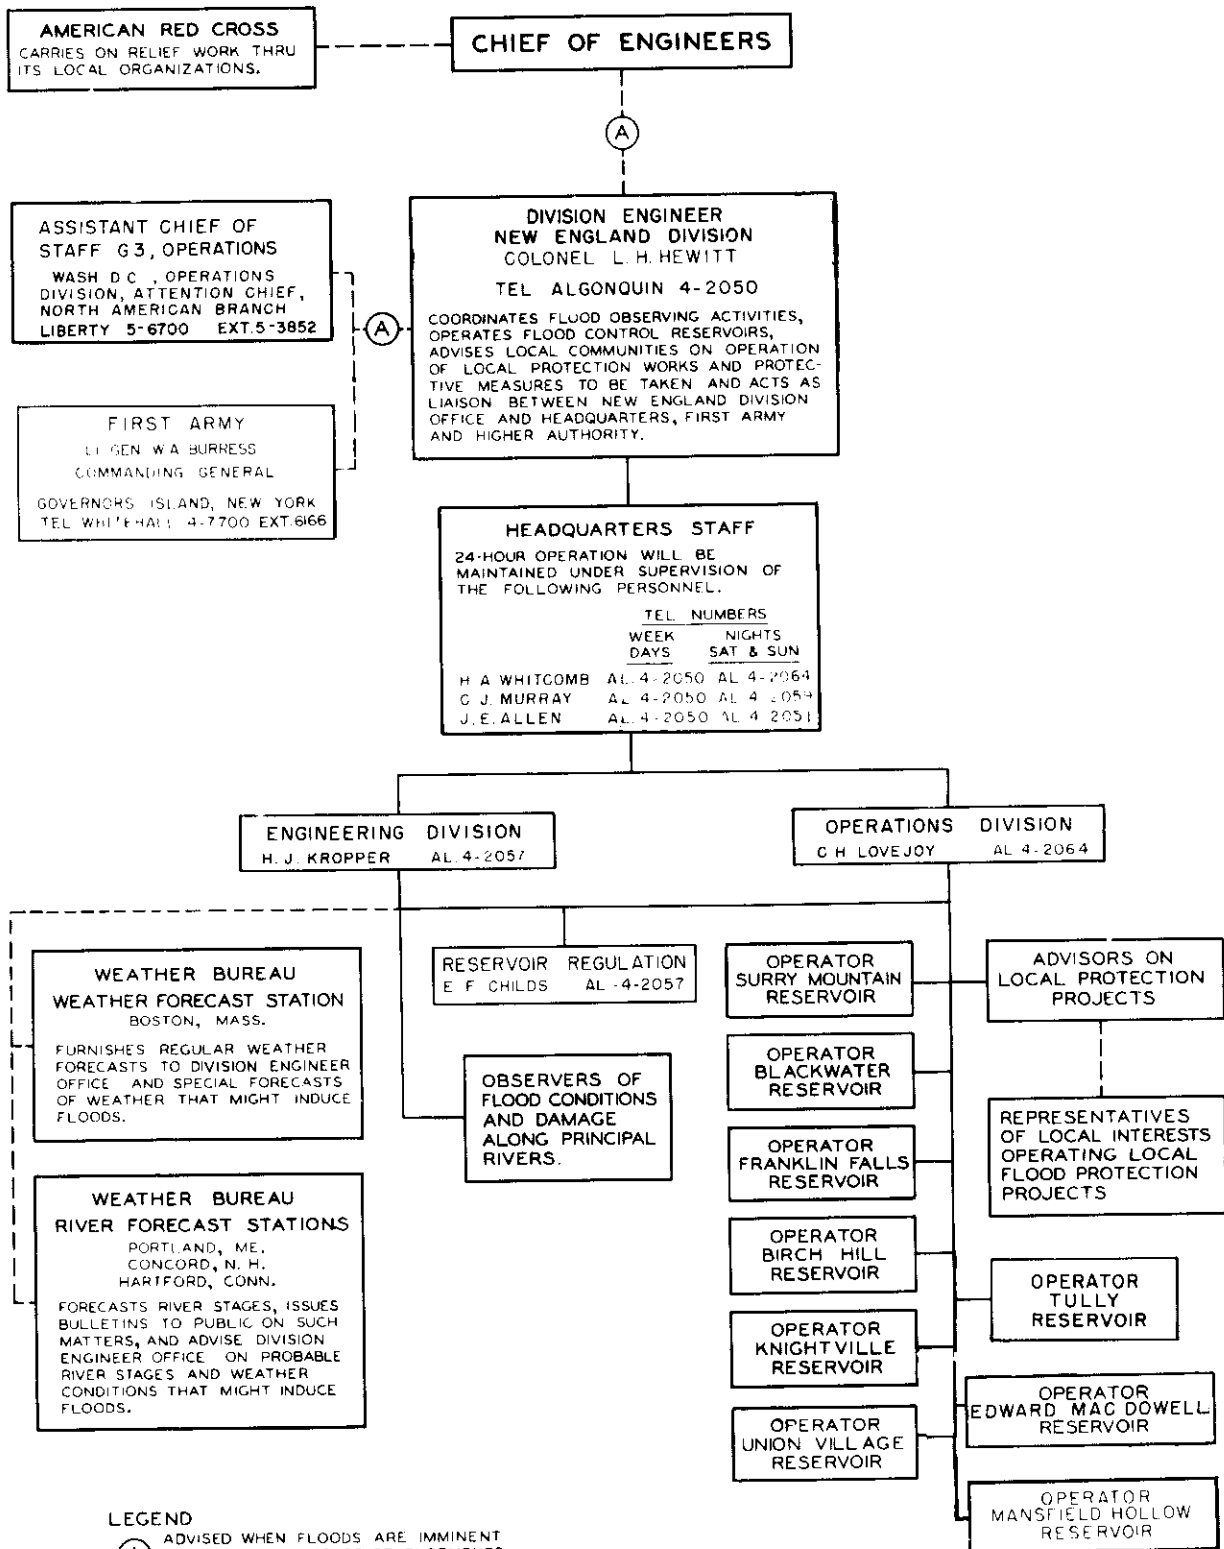 AMERICAN RED CROSS
CARRIES ON RELIEF WORK THRU
ITS LOCAL ORGANIZATIONS.
CHIEF OF ENGINEERS
A
ASSISTANT CHIEF OF
STAFF G3, OPERATIONS
WASH D C , OPERATIONS
DIVISION, ATTENTION CHIEF,
NORTH AMERICAN BRANCH
LIBERTY 5-6700 EXT. 5-3852
A
DIVISION ENGINEER
NEW ENGLAND DIVISION
COLONEL L. H. HEWITT
TEL ALGONQUIN 4-2050
COORDINATES FLOOD OBSERVING ACTIVITIES,
OPERATES FLOOD CONTROL RESERVOIRS,
ADVISES LOCAL COMMUNITIES ON OPERATION
OF LOCAL PROTECTION WORKS AND PROTEC-
TIVE MEASURES TO BE TAKEN AND ACTS AS
LIAISON BETWEEN NEW ENGLAND DIVISION
OFFICE AND HEADQUARTERS, FIRST ARMY
AND HIGHER AUTHORITY.
FIRST ARMY
LT GEN W A BURRESS
COMMANDING GENERAL
GOVERNORS ISLAND, NEW YORK
TEL WHITEHALL 4-7700 EXT. 6166
HEADQUARTERS STAFF
24-HOUR OPERATION WILL BE
MAINTAINED UNDER SUPERVISION OF
THE FOLLOWING PERSONNEL.
TEL NUMBERS
WEEK NIGHTS
DAYS SAT & SUN
H A WHITCOMB AL. 4-2050 AL 4-2064
C J. MURRAY AL 4-2050 AL 4
J. E. ALLEN AL. 4-2050 AL 4 2051
ENGINEERING DIVISION
H. J. KROPPER AL. 4-2057
OPERATIONS DIVISION
C H LOVEJOY AL 4-2064
WEATHER BUREAU
WEATHER FORECAST STATION
BOSTON, MASS.
FURNISHES REGULAR WEATHER
FORECASTS TO DIVISION ENGINEER
OFFICE AND SPECIAL FORECASTS
OF WEATHER THAT MIGHT INDUCE
FLOODS.
RESERVOIR REGULATION
E F CHILDS AL -4-2057
OBSERVERS OF
FLOOD CONDITIONS
AND DAMAGE
ALONG PRINCIPAL
RIVERS.
WEATHER BUREAU
RIVER FORECAST STATIONS
PORTLAND, ME.
CONCORD, N. H.
HARTFORD, CONN.
FORECASTS RIVER STAGES, ISSUES
BULLETINS TO PUBLIC ON SUCH
MATTERS, AND ADVISE DIVISION
ENGINEER OFFICE ON PROBABLE
RIVER STAGES AND WEATHER
CONDITIONS THAT MIGHT INDUCE
FLOODS.
OPERATOR
SURRY MOUNTAIN
RESERVOIR
ADVISORS ON
LOCAL PROTECTION
PROJECTS
OPERATOR
BLACKWATER
RESERVOIR
OPERATOR
FRANKLIN FALLS
RESERVOIR
REPRESENTATIVES
OF LOCAL INTERESTS
OPERATING LOCAL
FLOOD PROTECTION
PROJECTS
OPERATOR
BIRCH HILL
RESERVOIR
OPERATOR
TULLY
RESERVOIR
OPERATOR
KNIGHTVILLE
RESERVOIR
OPERATOR
EDWARD MAC DOWELL
RESERVOIR
OPERATOR
UNION VILLAGE
RESERVOIR
OPERATOR
MANSFIELD HOLLOW
RESERVOIR
LEGEND
ADVISED WHEN FLOODS ARE IMMINENT